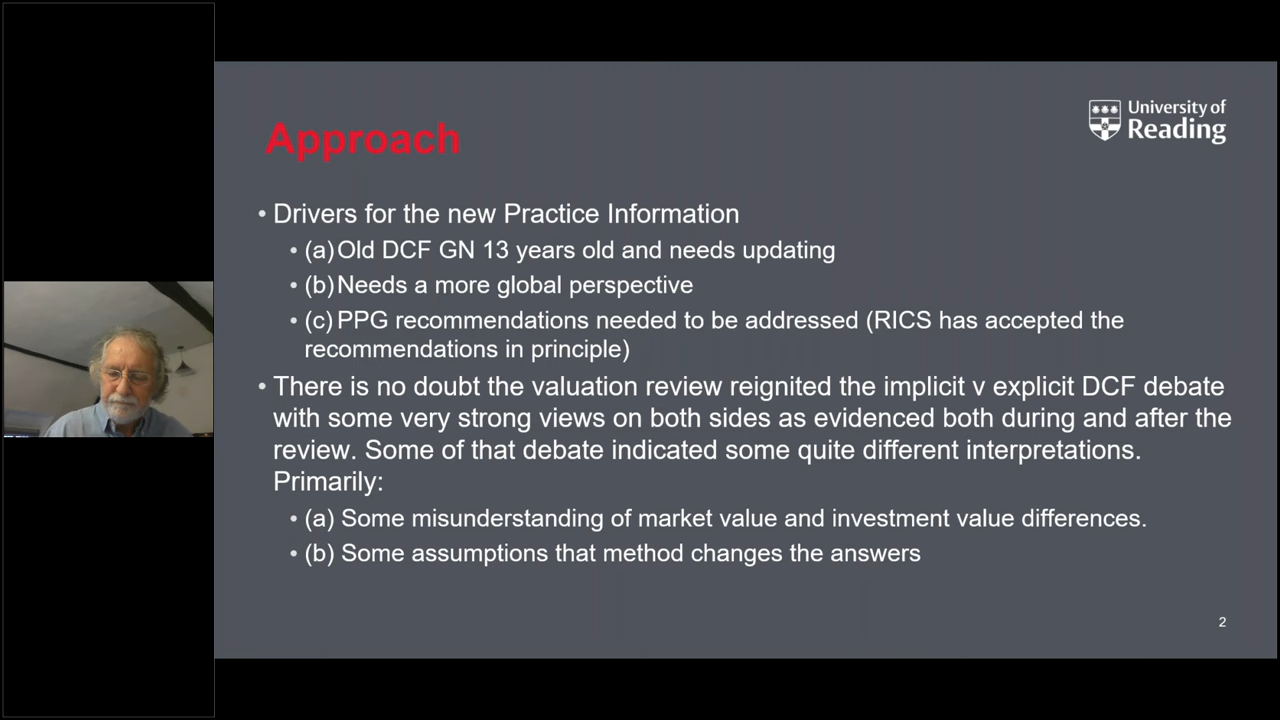 University of
Reading
Approach
• Drivers for the new Practice Information
• (a) Old DCF GN 13 years old and needs updating
• (b) Needs a more global perspective
• (c) PPG recommendations needed to be addressed (RICS has accepted the
recommendations in principle)
• There is no doubt the valuation review reignited the implicit v explicit DCF debate
with some very strong views on both sides as evidenced both during and after the
review. Some of that debate indicated some quite different interpretations.
Primarily:
• (a) Some misunderstanding of market value and investment value differences.
• (b) Some assumptions that method changes the answers
2